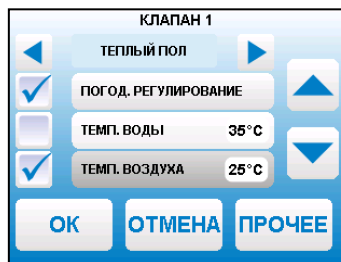 КЛАПАН 1
ТЕПЛЫЙ ПОЛ
ПОГОД. РЕГУЛИРОВАНИЕ
ТЕМП. ВОДЫ 35°C
ТЕМП. ВОЗДУХА 25°C
ОК ОТМЕНА ПРОЧЕЕ